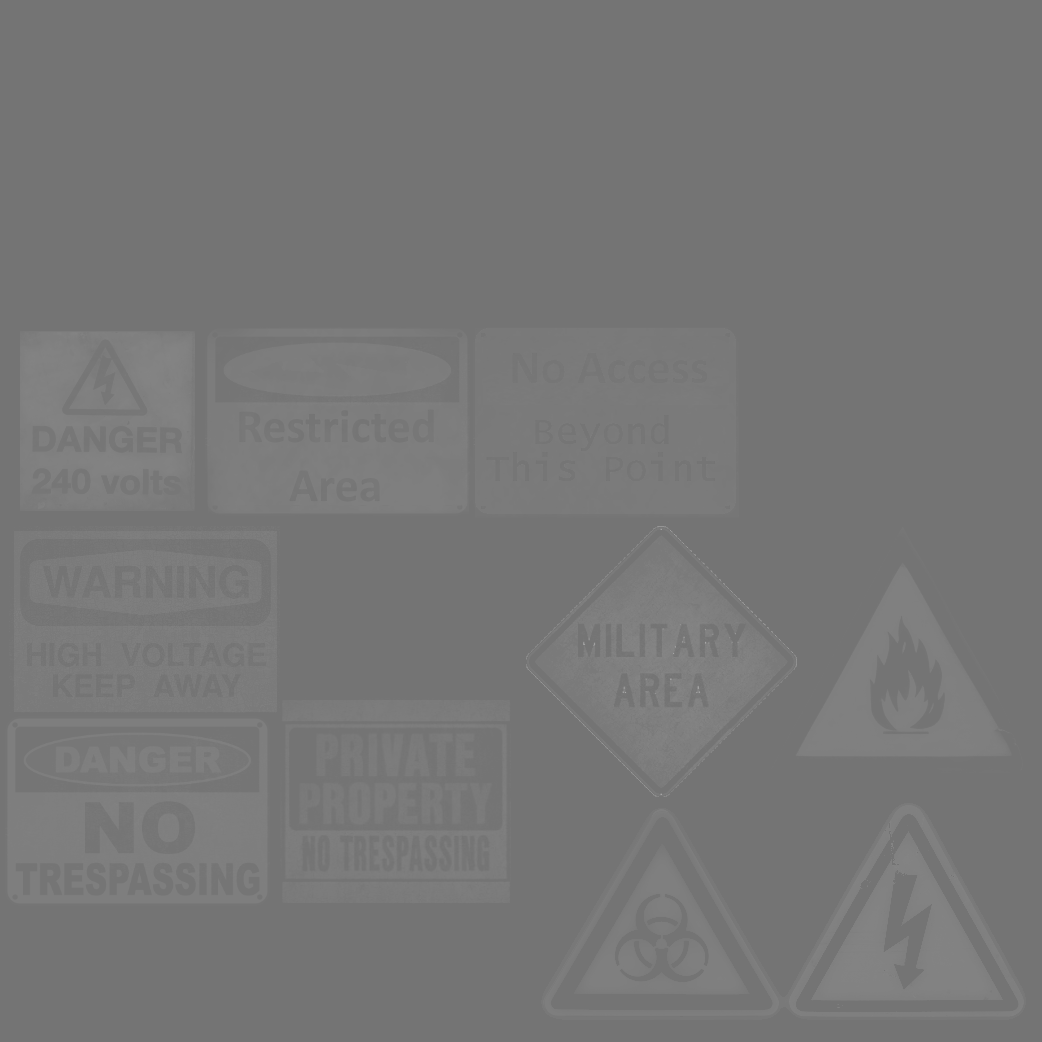 DANGER
240 volts
Restricted
Area
No Access
Beyond
This Point
WARNING
HIGH VOLTAGE
KEEP AWAY
MILITARY
AREA
DANGER
NO
TRESPASSING
PRIVATE
PROPERTY
NO TRESPASSING